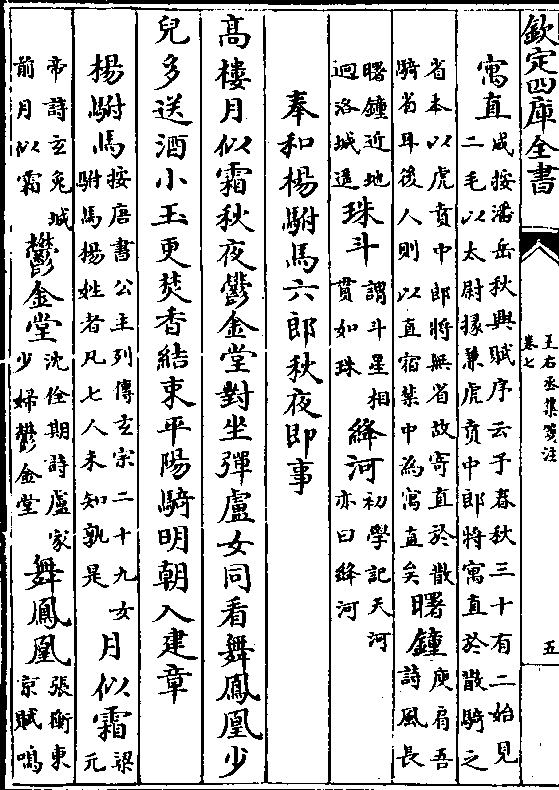 欽定四庫全書
王右丞集箋注
卷七
五
寓直 咸按潘岳秋興賦序云予春秋三十有二始見
二毛以太尉掾兼虎賁中郎將寓直於散騎之
省本以虎賁中郎將無省故寄直於散
騎省耳後人則以直宿禁中為寓直矣 曙鐘 庾肩吾
詩風長
曙鐘近地
迥洛城遥 珠斗 謂斗星相
貫如珠 絳河 初學記天河
亦曰絳河
奉和楊駙馬六郎秋夜即事
髙樓月似霜秋夜鬱金堂對坐彈盧女同看舞鳳凰少
兒多送酒小玉更焚香結束平陽騎明朝入建章
楊駙馬 按唐書公主列傳玄宗二十九女
駙馬楊姓者凡七人未知孰是 月似霜 梁元
帝詩玄兔城
前月似霜 鬱金堂 沈佺期詩盧家
少婦鬱金堂 舞鳳凰 張衡東
京賦鳴